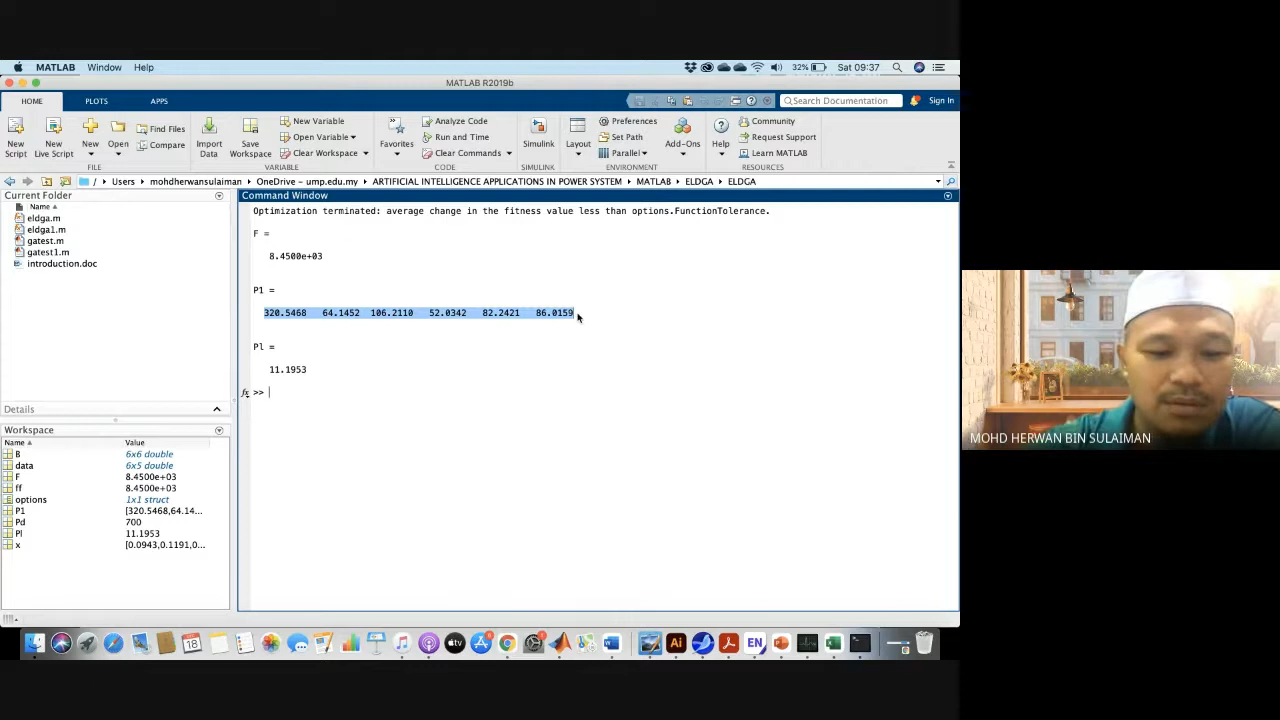 MATLAB Window Help
32% Sat 09:37
MATLAB R2019b
HOME PLOTS APPS
Search Documentation Sign In
New Script
New Live Script
New
Open
Find Files
Compare
FILE
Import Data
Save Workspace
New Variable
Open Variable
Clear Workspace
VARIABLE
Favorites
Analyze Code
Run and Time
Clear Commands
CODE
Simulink
SIMULINK
Layout
Preferences
Set Path
Parallel
Add-Ons
ENVIRONMENT
Help
Community
Request Support
Learn MATLAB
RESOURCES
/ Users mohdherwansulaiman OneDrive - ump.edu.my ARTIFICIAL INTELLIGENCE APPLICATIONS IN POWER SYSTEM MATLAB ELDGA ELDGA
Current Folder
Name
eldga.m
eldga1.m
gatest.m
gatest1.m
introduction.doc
Details
Workspace
Name Value
B 6x6 double
data 6x5 double
F 8.4500e+03
ff 8.4500e+03
options 1x1 struct
P1 [320.5468,64.14...
Pd 700
Pl 11.1953
x [0.0943,0.1191,0...
Command Window
Optimization terminated: average change in the fitness value less than options.FunctionTolerance.
F =
8.4500e+03
P1 =
320.5468 64.1452 106.2110 52.0342 82.2421 86.0159
Pl =
11.1953
fx >>
MOHD HERWAN BIN SULAIMAN
18
tv
Ai
EN